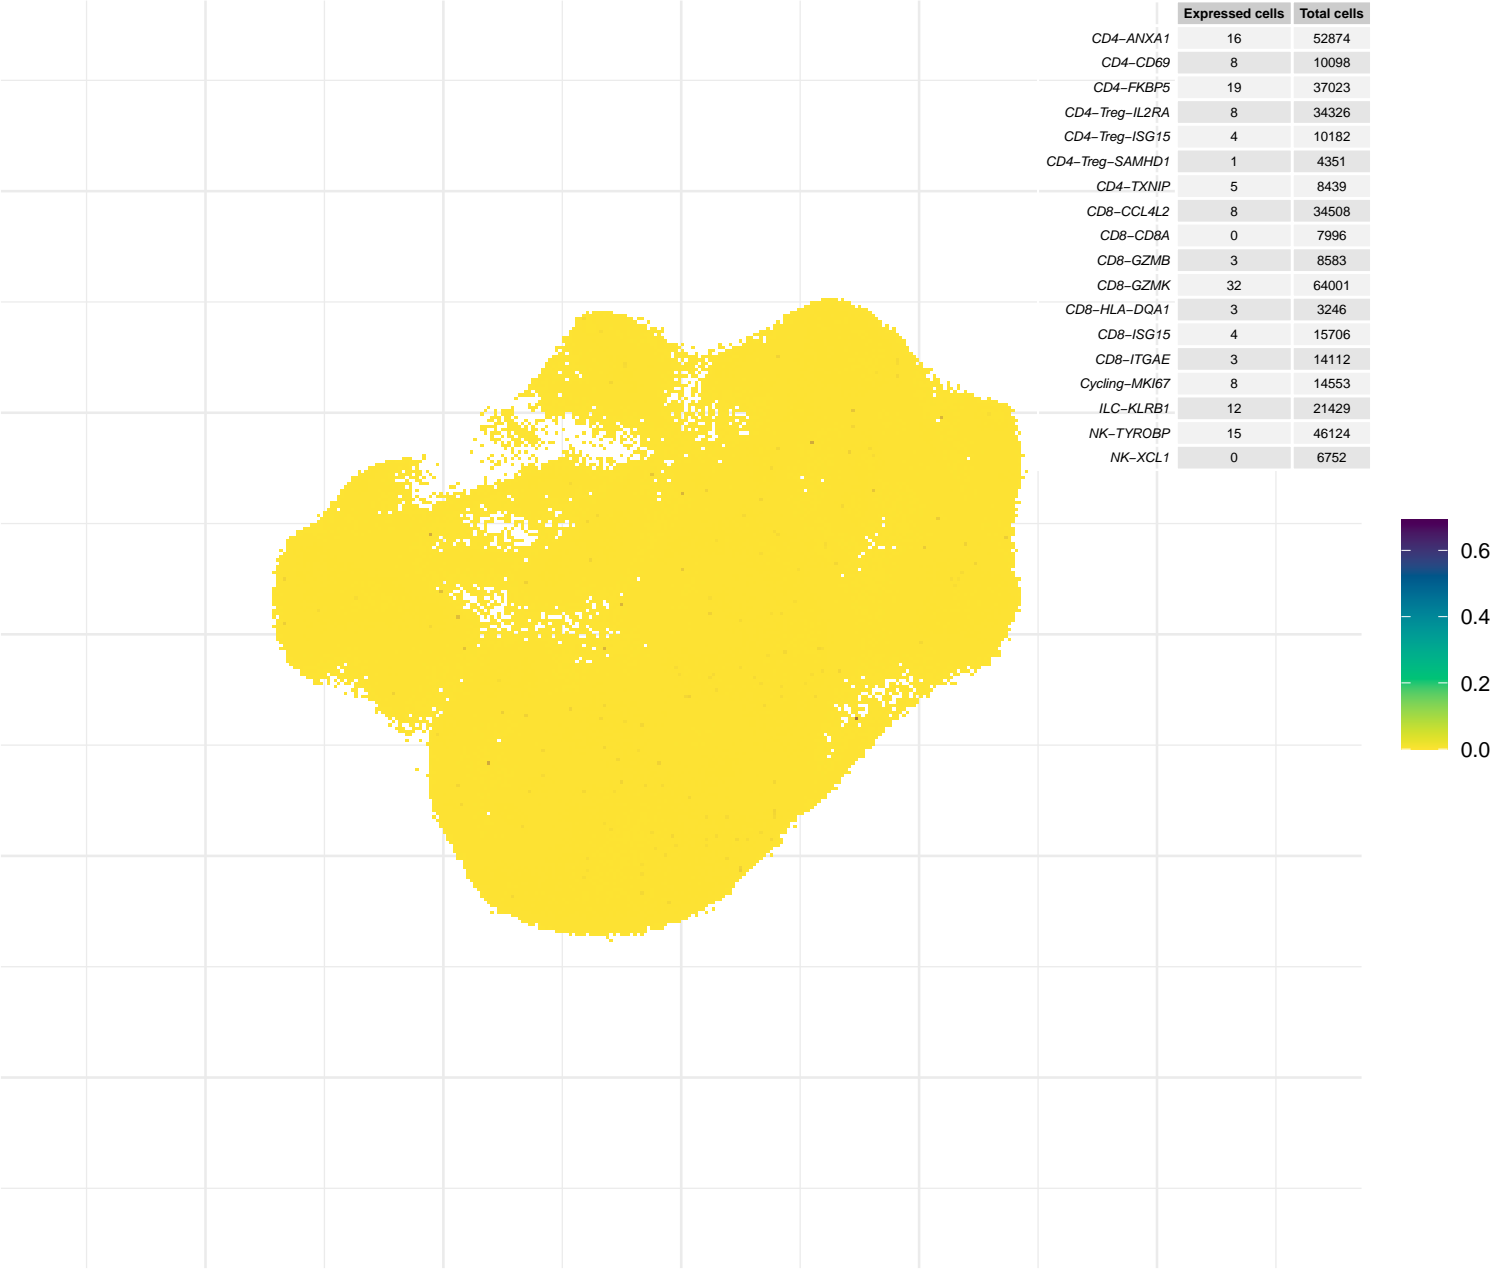 Expressed cells Total cells
CD4−ANXA1 16 52874
CD4−CD69 8 10098
CD4−FKBP5 19 37023
CD4−Treg−IL2RA 8 34326
CD4−Treg−ISG15 4 10182
CD4−Treg−SAMHD1 1 4351
CD4−TXNIP 5 8439
CD8−CCL4L2 8 34508
CD8−CD8A 0 7996
CD8−GZMB 3 8583
CD8−GZMK 32 64001
CD8−HLA−DQA1 3 3246
CD8−ISG15 4 15706
CD8−ITGAE 3 14112
Cycling−MKI67 8 14553
ILC−KLRB1 12 21429
NK−TYROBP 15 46124
NK−XCL1 0 6752
0.6
0.4
0.2
0.0